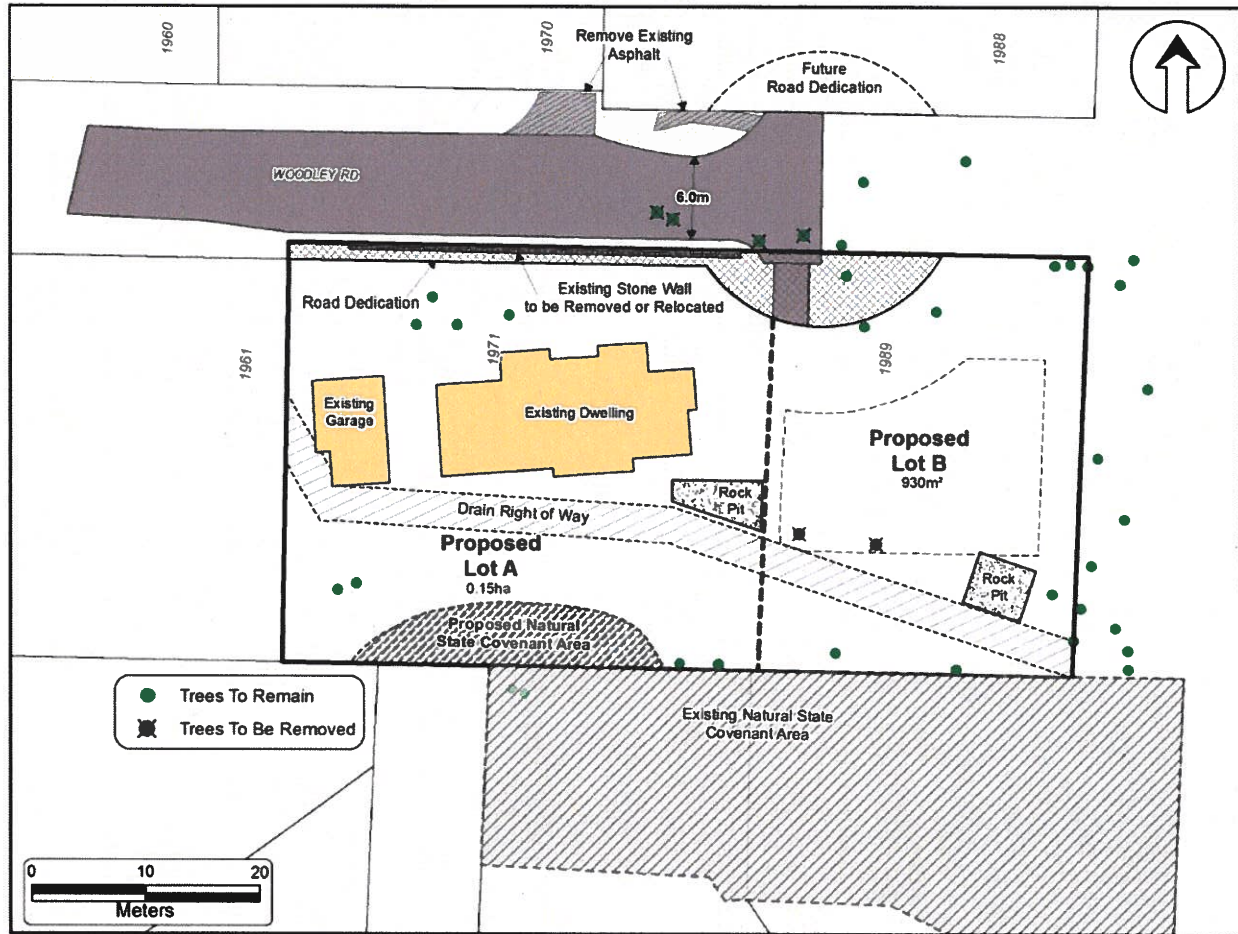 1960
1970
1988
Remove Existing
Asphalt
Future
Road Dedication
WOODLEY RD
6.0m
Road Dedication
Existing Stone Wall
to be Removed or Relocated
1961
1971
1989
Existing
Garage
Existing Dwelling
Proposed
Lot B
930m²
Rock
Pit
Drain Right of Way
Proposed
Lot A
0.15ha
Rock
Pit
Proposed Natural
State Covenant Area
Trees To Remain
Trees To Be Removed
Existing Natural State
Covenant Area
0 10 20
Meters